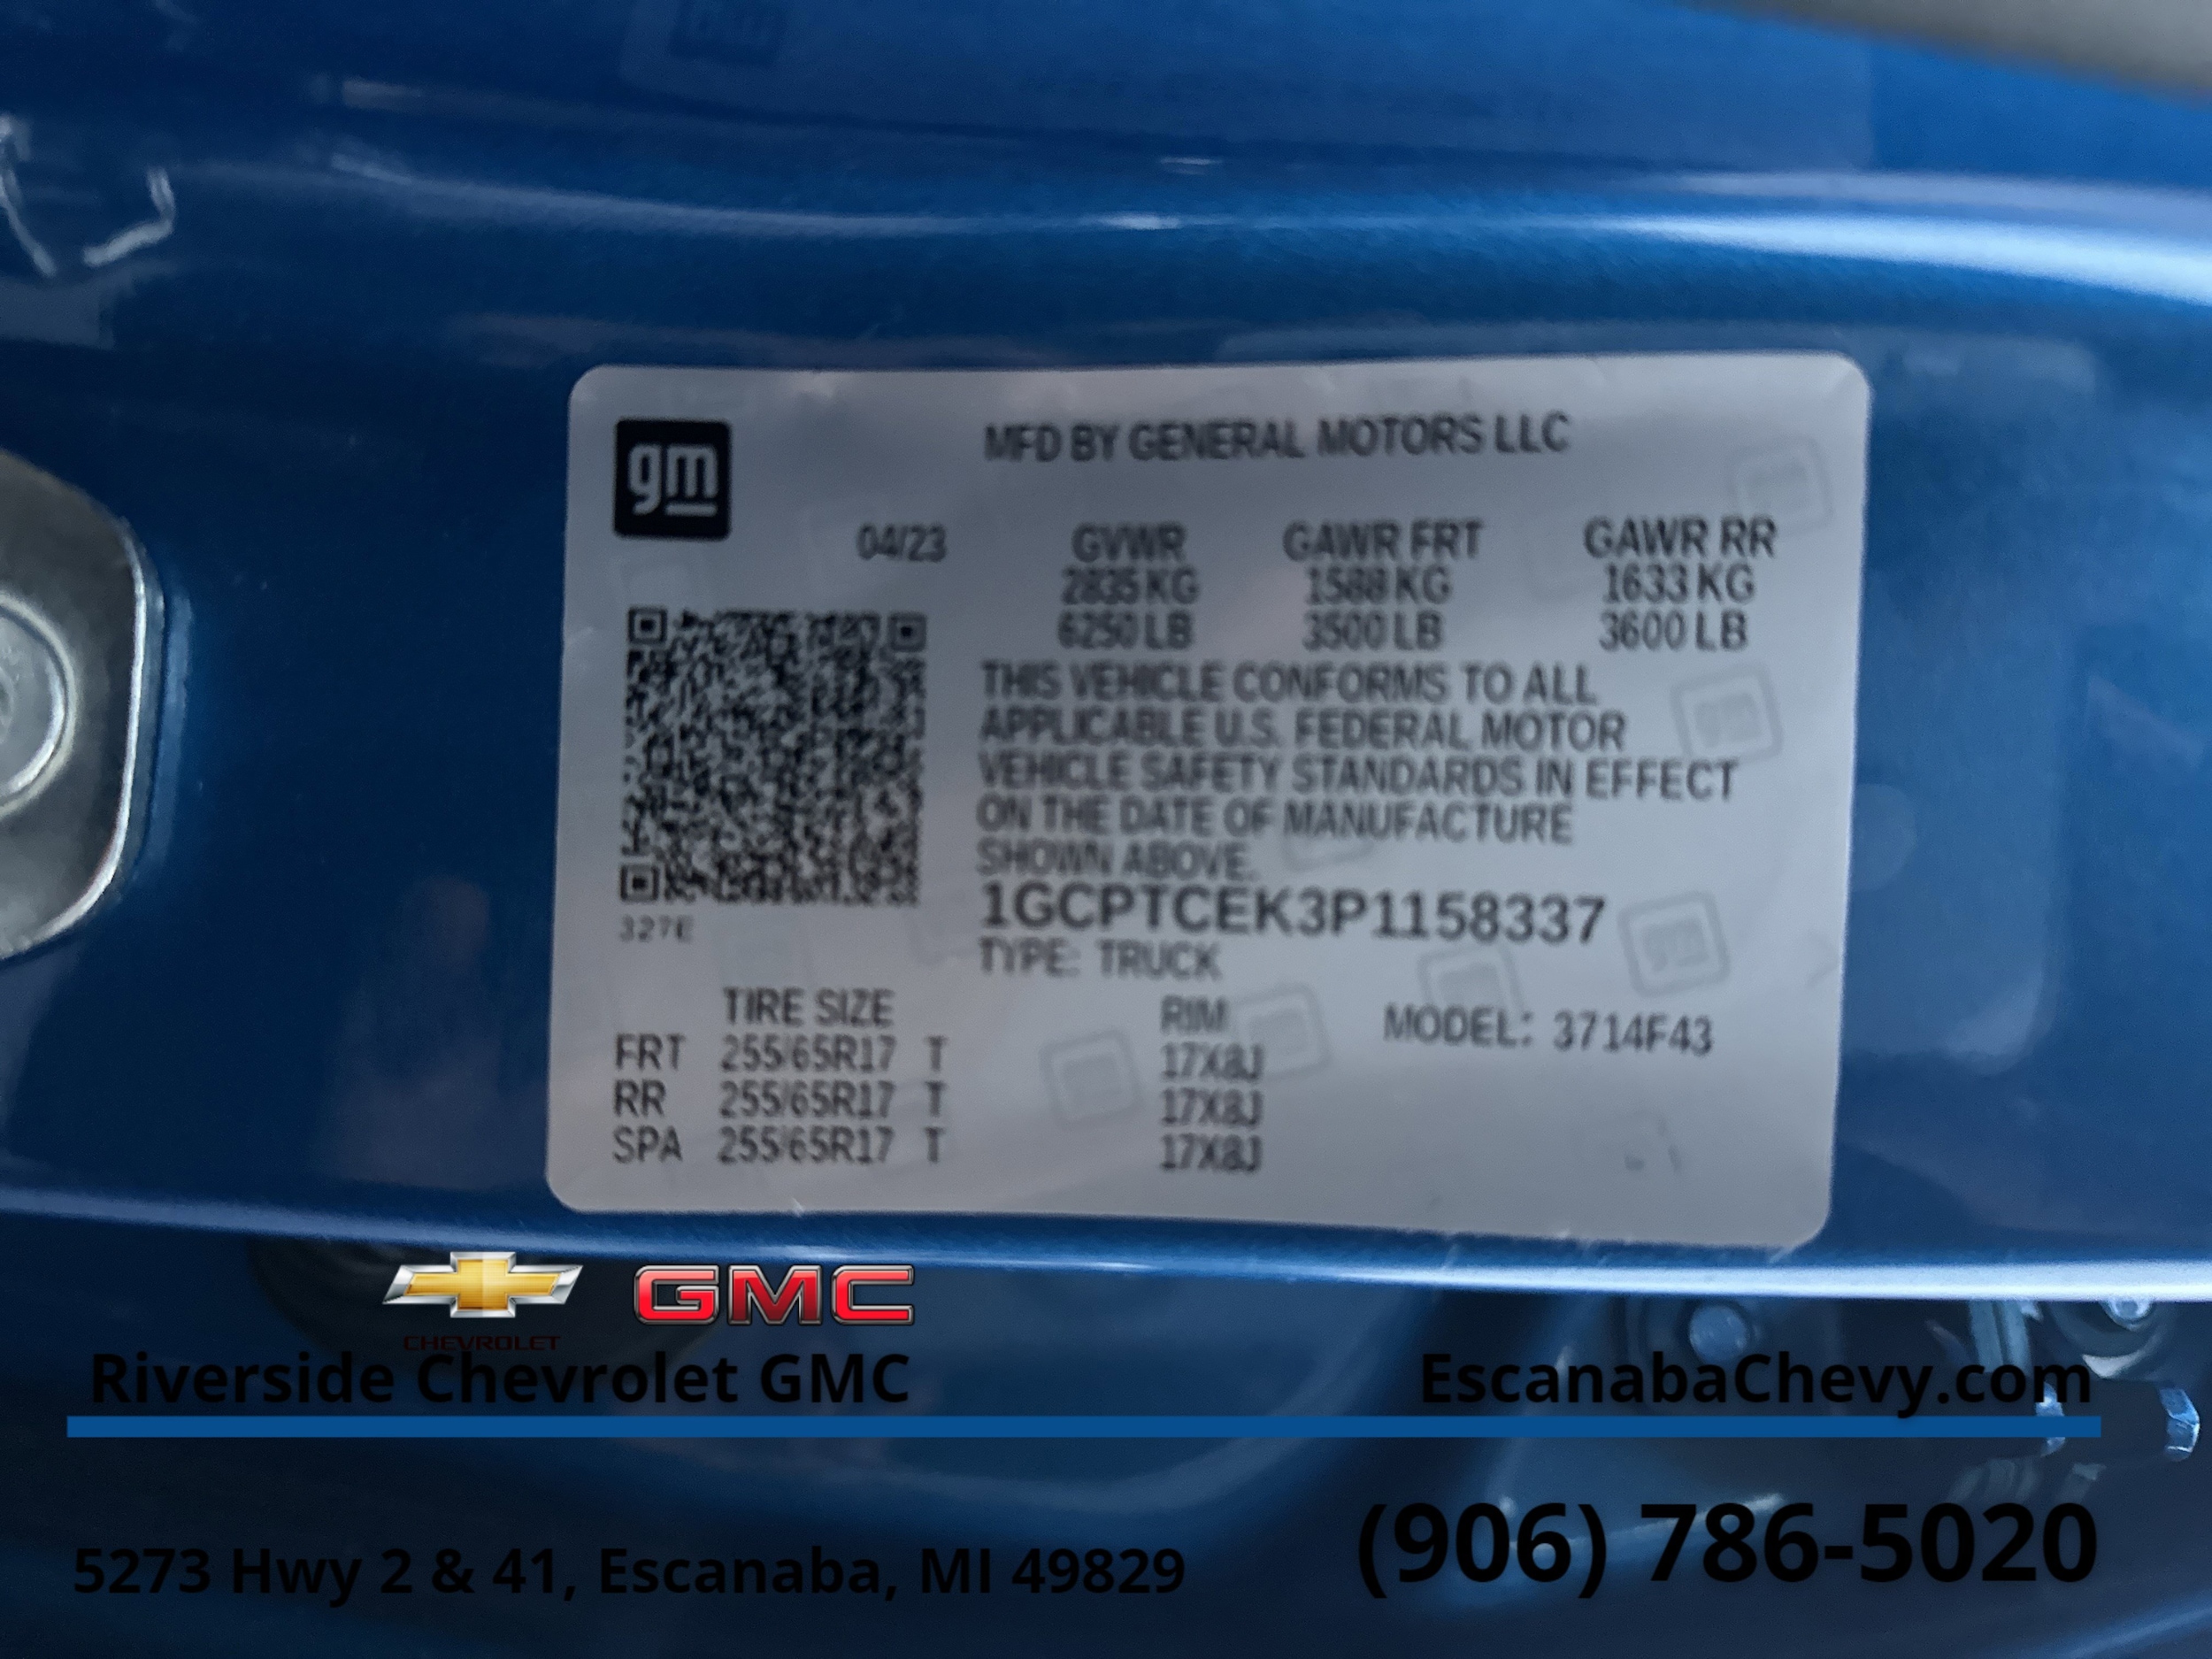 gm
MFD BY GENERAL MOTORS LLC
04/23 GVWR GAWR FRT GAWR RR
2835 KG 1588 KG 1633 KG
6250 LB 3500 LB 3600 LB
THIS VEHICLE CONFORMS TO ALL
APPLICABLE U.S. FEDERAL MOTOR
VEHICLE SAFETY STANDARDS IN EFFECT
ON THE DATE OF MANUFACTURE
SHOWN ABOVE.
1GCPTCEK3P1158337
327E
TYPE: TRUCK
TIRE SIZE RIM MODEL: 3714F43
FRT 255/65R17 T 17X8J
RR 255/65R17 T 17X8J
SPA 255/65R17 T 17X8J
GMC
CHEVROLET
Riverside Chevrolet GMC EscanabaChevy.com
5273 Hwy 2 & 41, Escanaba, MI 49829 (906) 786-5020